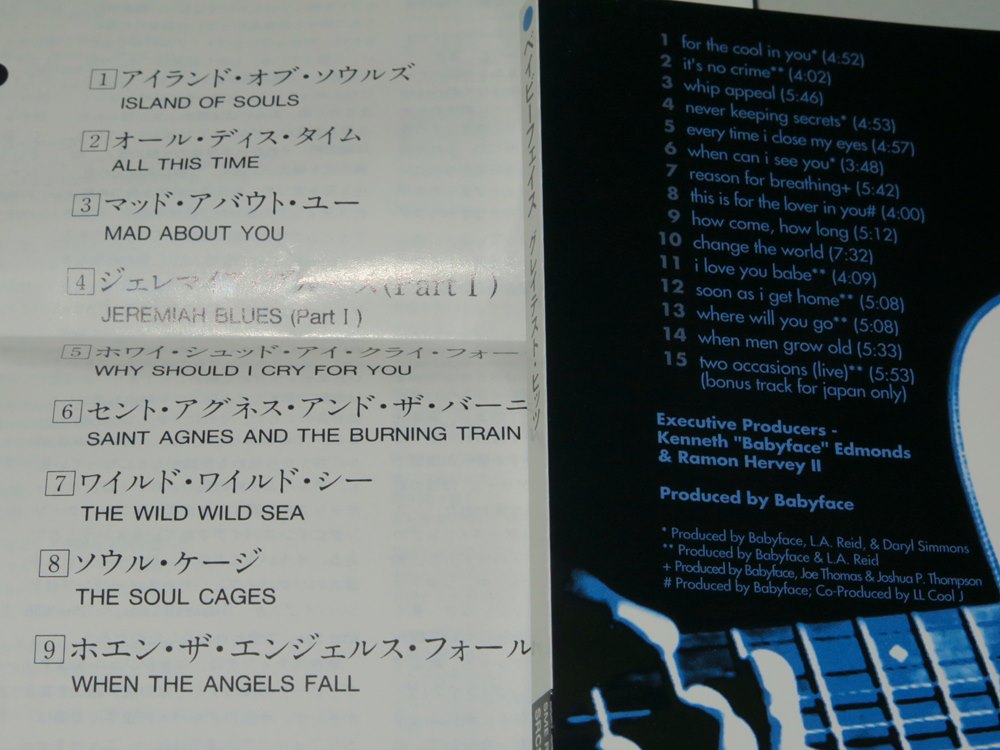 1 アイランド・オブ・ソウルズ
ISLAND OF SOULS
2 オール・ディス・タイム
ALL THIS TIME
3 マッド・アバウト・ユー
MAD ABOUT YOU
4 ジェレマイア・ブルース(Part I)
JEREMIAH BLUES (Part I)
5 ホワイ・シュッド・アイ・クライ・フォー
WHY SHOULD I CRY FOR YOU
6 セント・アグネス・アンド・ザ・バーニ
SAINT AGNES AND THE BURNING TRAIN
7 ワイルド・ワイルド・シー
THE WILD WILD SEA
8 ソウル・ケージ
THE SOUL CAGES
9 ホエン・ザ・エンジェルス・フォール
WHEN THE ANGELS FALL
ベイビーフェイス グレイテスト・ヒッツ
1 for the cool in you* (4:52)
2 it's no crime** (4:02)
3 whip appeal (5:46)
4 never keeping secrets* (4:53)
5 every time i close my eyes (4:57)
6 when can i see you* (3:48)
7 reason for breathing+ (5:42)
8 this is for the lover in you# (4:00)
9 how come, how long (5:12)
10 change the world (7:32)
11 i love you babe** (4:09)
12 soon as i get home** (5:08)
13 where will you go** (5:08)
14 when men grow old (5:33)
15 two occasions (live)** (5:53)
(bonus track for japan only)
Executive Producers -
Kenneth "Babyface" Edmonds
& Ramon Hervey II
Produced by Babyface
* Produced by Babyface, L.A. Reid, & Daryl Simmons
** Produced by Babyface & L.A. Reid
+ Produced by Babyface, Joe Thomas & Joshua P. Thompson
# Produced by Babyface; Co-Produced by LL Cool J